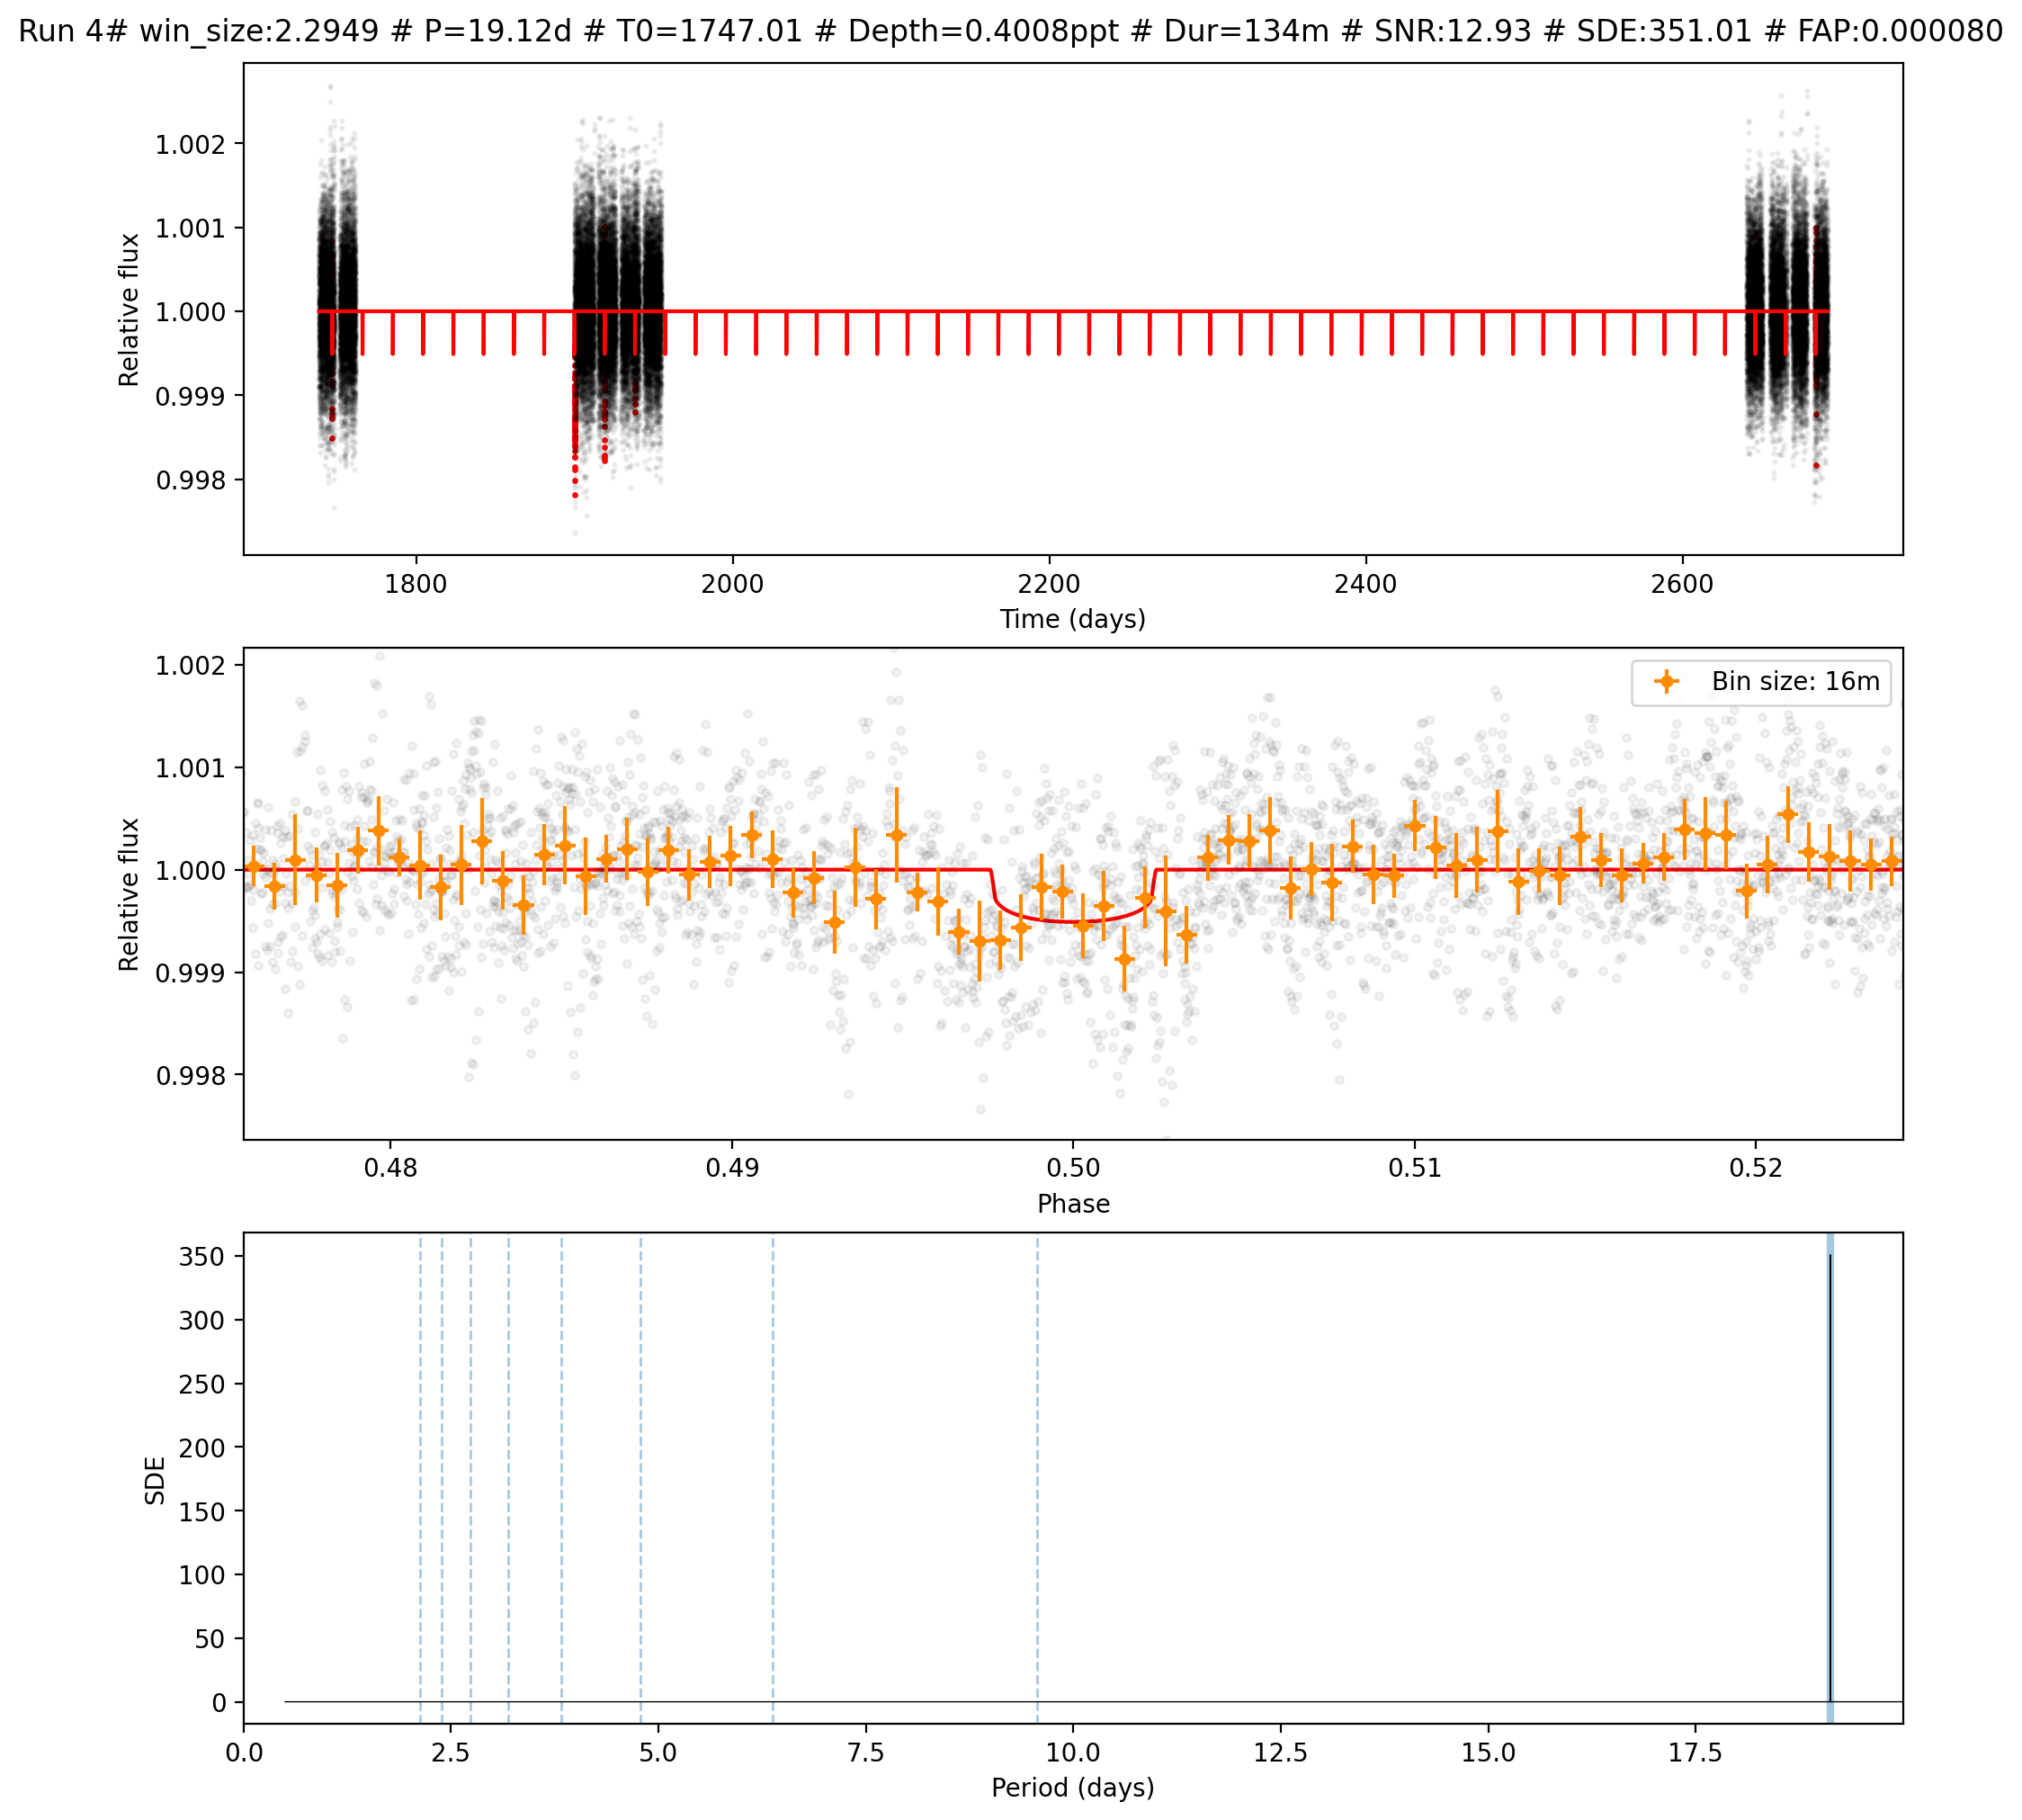 Run 4# win_size:2.2949 # P=19.12d # T0=1747.01 # Depth=0.4008ppt # Dur=134m # SNR:12.93 # SDE:351.01 # FAP:0.000080
1.002
1.001
1.000
0.999
0.998
Relative flux
1800 2000 2200 2400 2600
Time (days)
Bin size: 16m
1.002
1.001
1.000
0.999
0.998
Relative flux
0.48 0.49 0.50 0.51 0.52
Phase
350
300
250
200
150
100
50
0
SDE
0.0 2.5 5.0 7.5 10.0 12.5 15.0 17.5
Period (days)